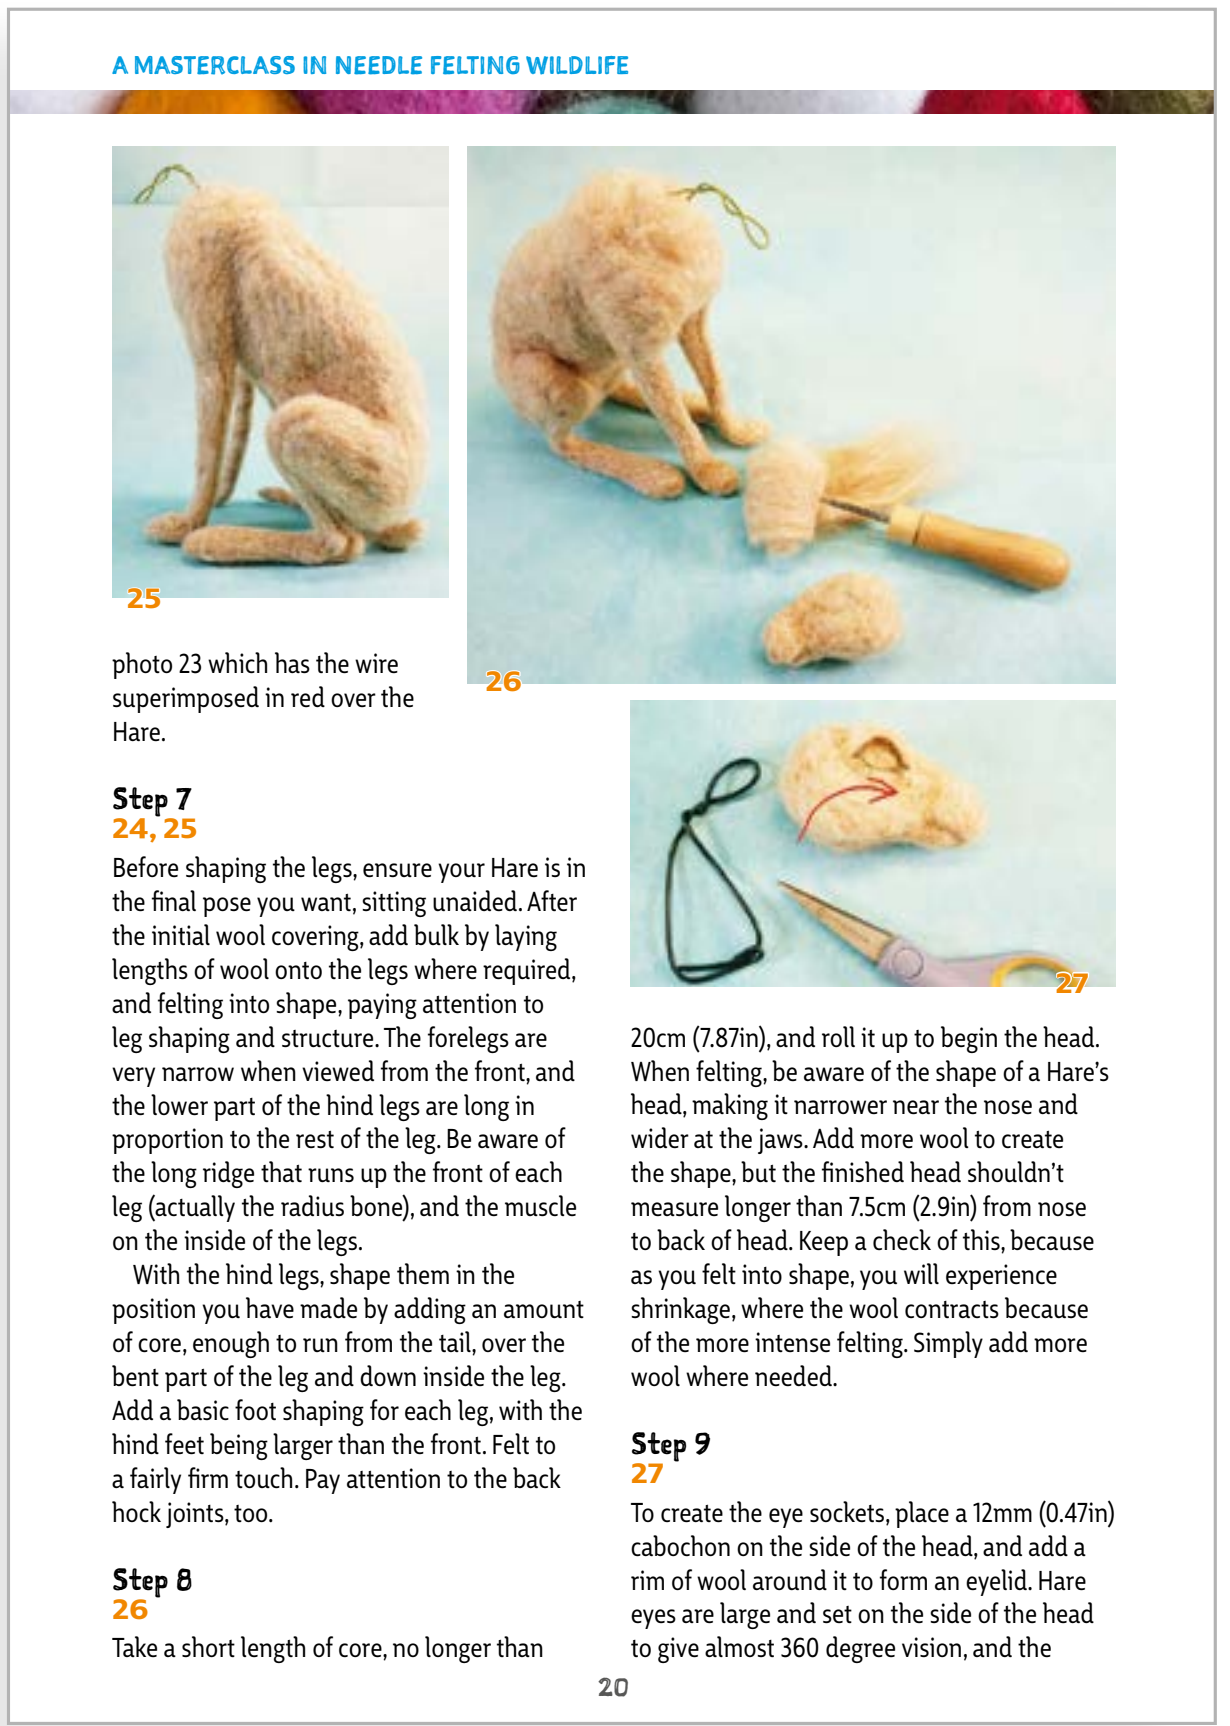 A MASTERCLASS IN NEEDLE FELTING WILDLIFE
25
26
27
photo 23 which has the wire
superimposed in red over the
Hare.
Step 7
24, 25
Before shaping the legs, ensure your Hare is in
the final pose you want, sitting unaided. After
the initial wool covering, add bulk by laying
lengths of wool onto the legs where required,
and felting into shape, paying attention to
leg shaping and structure. The forelegs are
very narrow when viewed from the front, and
the lower part of the hind legs are long in
proportion to the rest of the leg. Be aware of
the long ridge that runs up the front of each
leg (actually the radius bone), and the muscle
on the inside of the legs.
With the hind legs, shape them in the
position you have made by adding an amount
of core, enough to run from the tail, over the
bent part of the leg and down inside the leg.
Add a basic foot shaping for each leg, with the
hind feet being larger than the front. Felt to
a fairly firm touch. Pay attention to the back
hock joints, too.
Step 8
26
Take a short length of core, no longer than
20cm (7.87in), and roll it up to begin the head.
When felting, be aware of the shape of a Hare's
head, making it narrower near the nose and
wider at the jaws. Add more wool to create
the shape, but the finished head shouldn't
measure longer than 7.5cm (2.9in) from nose
to back of head. Keep a check of this, because
as you felt into shape, you will experience
shrinkage, where the wool contracts because
of the more intense felting. Simply add more
wool where needed.
Step 9
27
To create the eye sockets, place a 12mm (0.47in)
cabochon on the side of the head, and add a
rim of wool around it to form an eyelid. Hare
eyes are large and set on the side of the head
to give almost 360 degree vision, and the
20